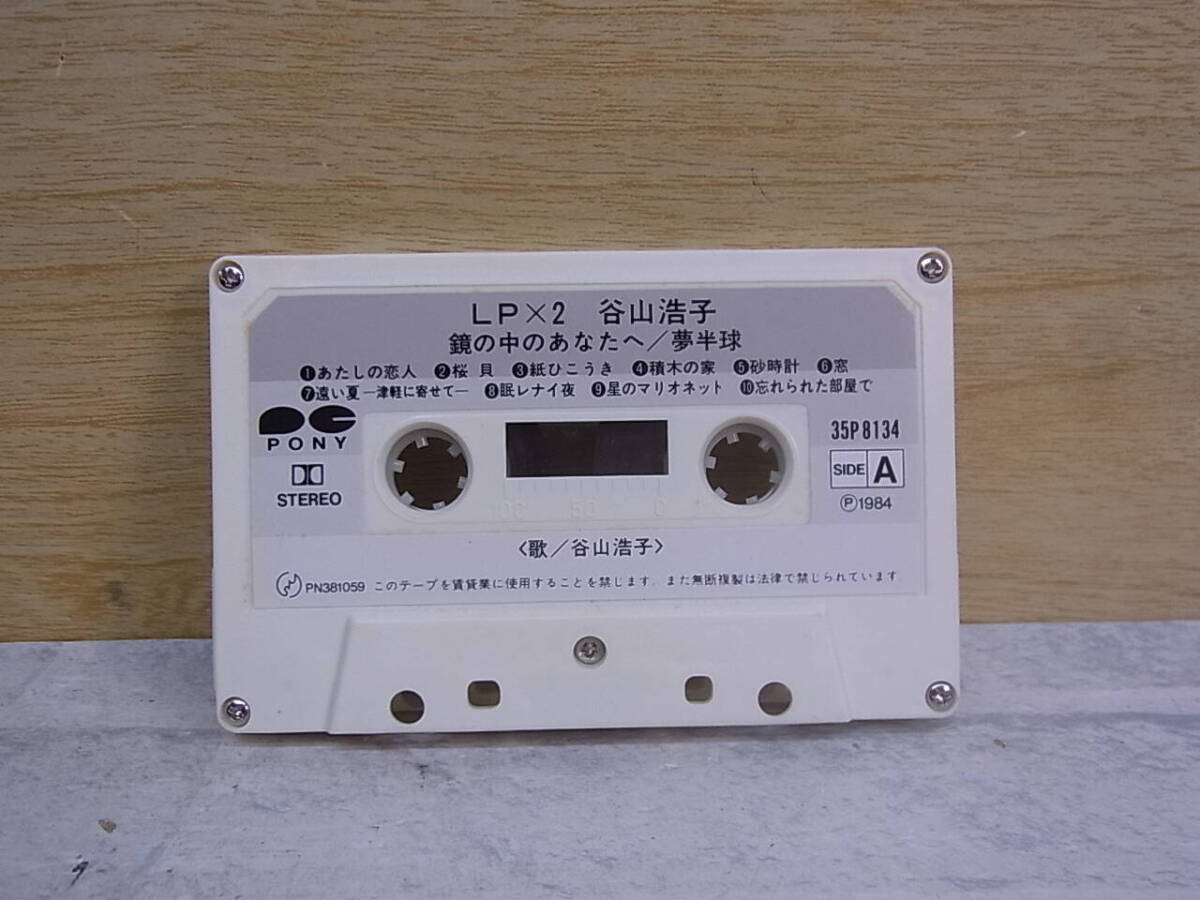 LP×2 谷山浩子
鏡の中のあなたへ／夢半球
❶あたしの恋人 ❷桜貝 ❸紙ひこうき ❹積木の家 ❺砂時計 ❻窓
❼遠い夏―津軽に寄せて― ❽眠レナイ夜 ❾星のマリオネット ❿忘れられた部屋で
PONY
STEREO
35P8134
SIDE A
Ⓟ1984
100 50 0
〈歌／谷山浩子〉
PN381059 このテープを賃貸業に使用することを禁じます。また無断複製は法律で禁じられています。